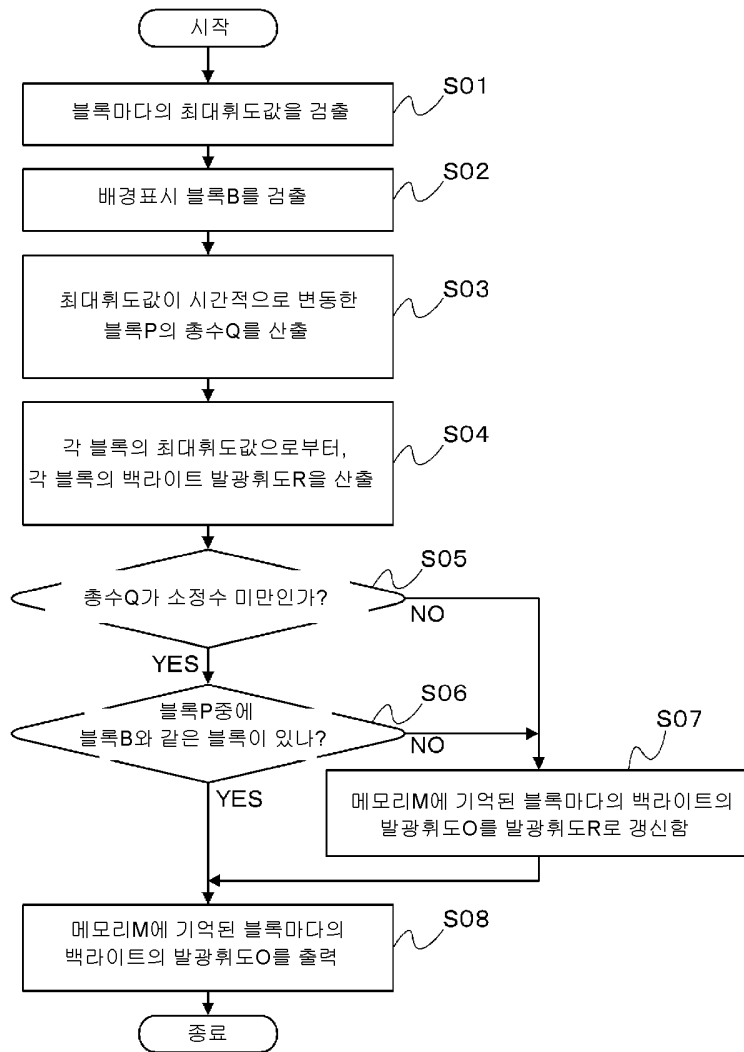 시작
블록마다의 최대휘도값을 검출
S01
배경표시 블록B를 검출
S02
최대휘도값이 시간적으로 변동한
블록P의 총수Q를 산출
S03
각 블록의 최대휘도값으로부터,
각 블록의 백라이트 발광휘도R을 산출
S04
총수Q가 소정수 미만인가?
S05
NO
YES
블록P중에
블록B와 같은 블록이 있나?
S06
NO
YES
S07
메모리M에 기억된 블록마다의 백라이트의
발광휘도O를 발광휘도R로 갱신함
메모리M에 기억된 블록마다의
백라이트의 발광휘도O를 출력
S08
종료